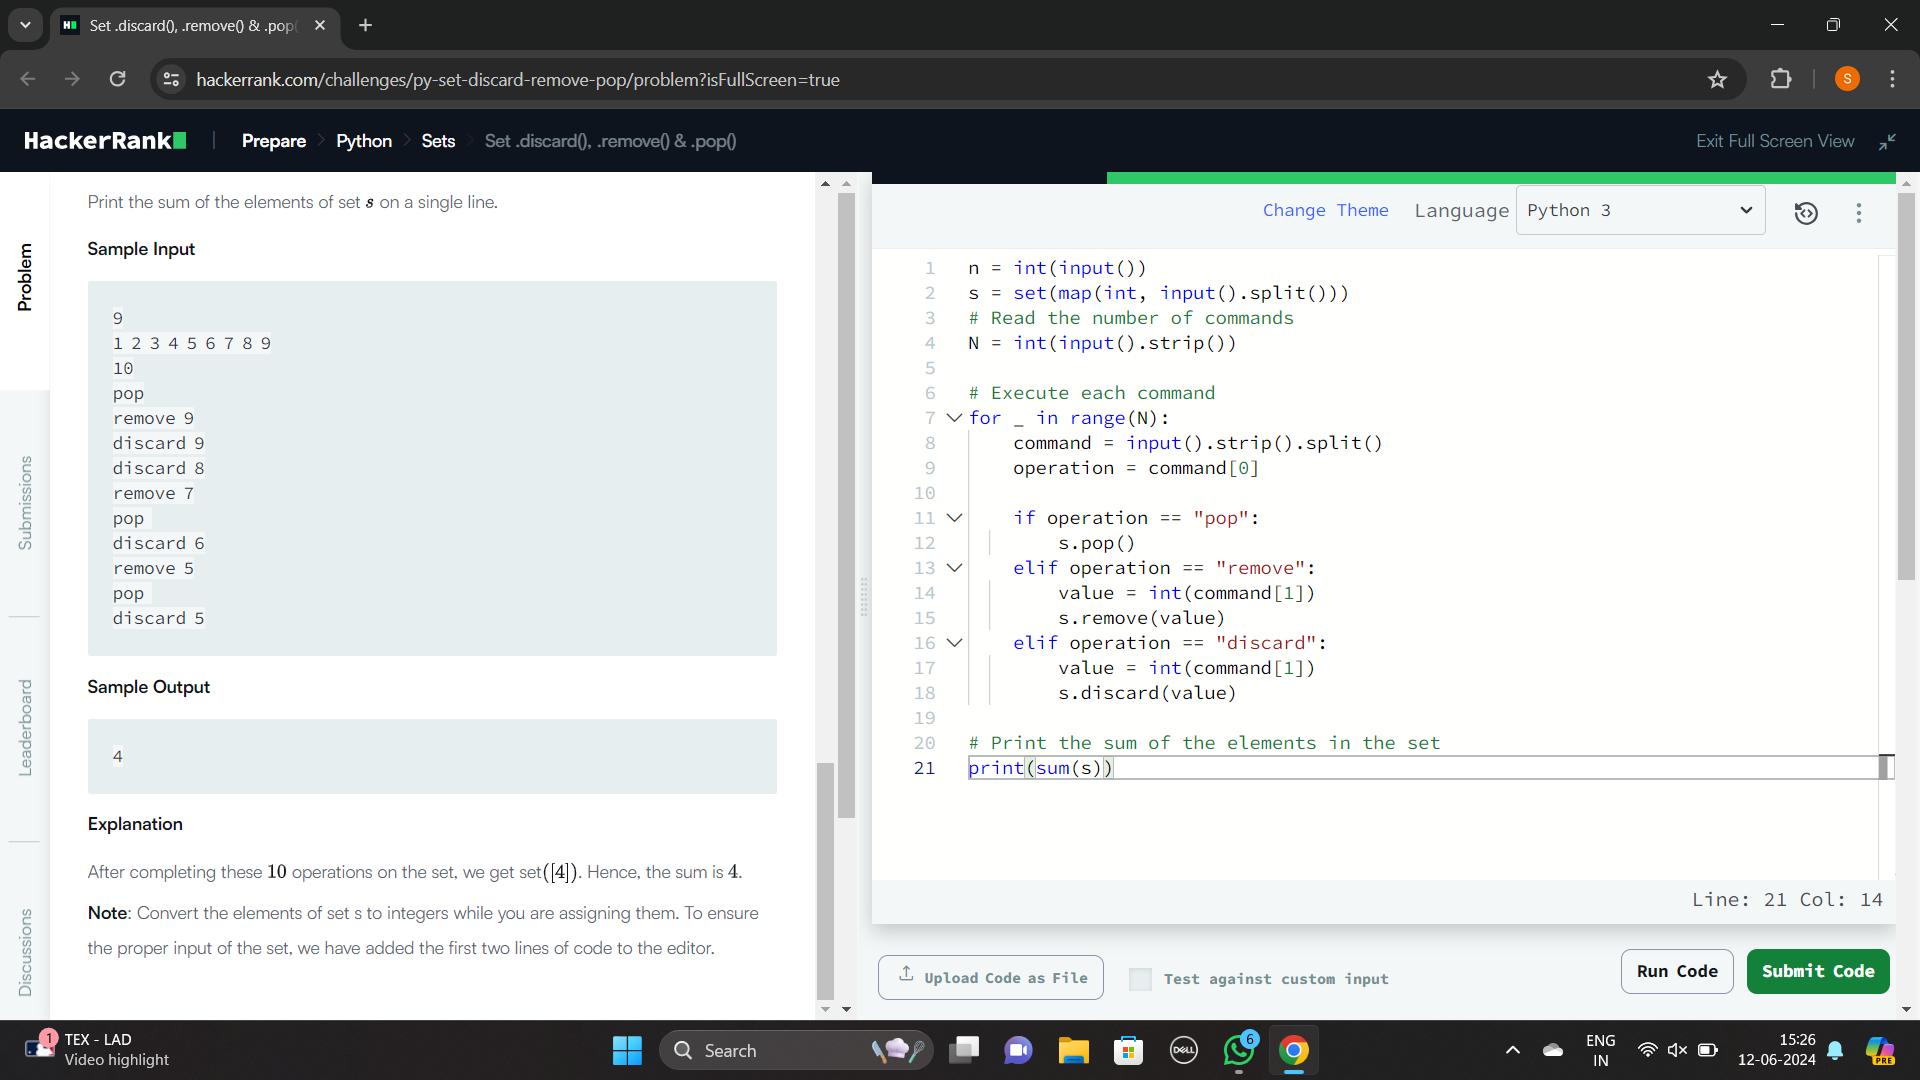 Set .discard(), .remove() & .pop(
hackerrank.com/challenges/py-set-discard-remove-pop/problem?isFullScreen=true
S
HackerRank
Prepare
Python
Sets
Set .discard(), .remove() & .pop()
Exit Full Screen View
Problem
Submissions
Leaderboard
Discussions
Print the sum of the elements of set s on a single line.
Sample Input
9
1 2 3 4 5 6 7 8 9
10
pop
remove 9
discard 9
discard 8
remove 7
pop
discard 6
remove 5
pop
discard 5
Sample Output
4
Explanation
After completing these 10 operations on the set, we get set([4]). Hence, the sum is 4.
Note: Convert the elements of set s to integers while you are assigning them. To ensure
the proper input of the set, we have added the first two lines of code to the editor.
Change Theme Language Python 3
1 n = int(input())
2 s = set(map(int, input().split()))
3 # Read the number of commands
4 N = int(input().strip())
5
6 # Execute each command
7 for _ in range(N):
8 command = input().strip().split()
9 operation = command[0]
10
11 if operation == "pop":
12 s.pop()
13 elif operation == "remove":
14 value = int(command[1])
15 s.remove(value)
16 elif operation == "discard":
17 value = int(command[1])
18 s.discard(value)
19
20 # Print the sum of the elements in the set
21 print(sum(s))
Line: 21 Col: 14
Upload Code as File
Test against custom input
Run Code
Submit Code
1
TEX - LAD
Video highlight
Search
DELL
6
ENG
IN
15:26
12-06-2024
PRE